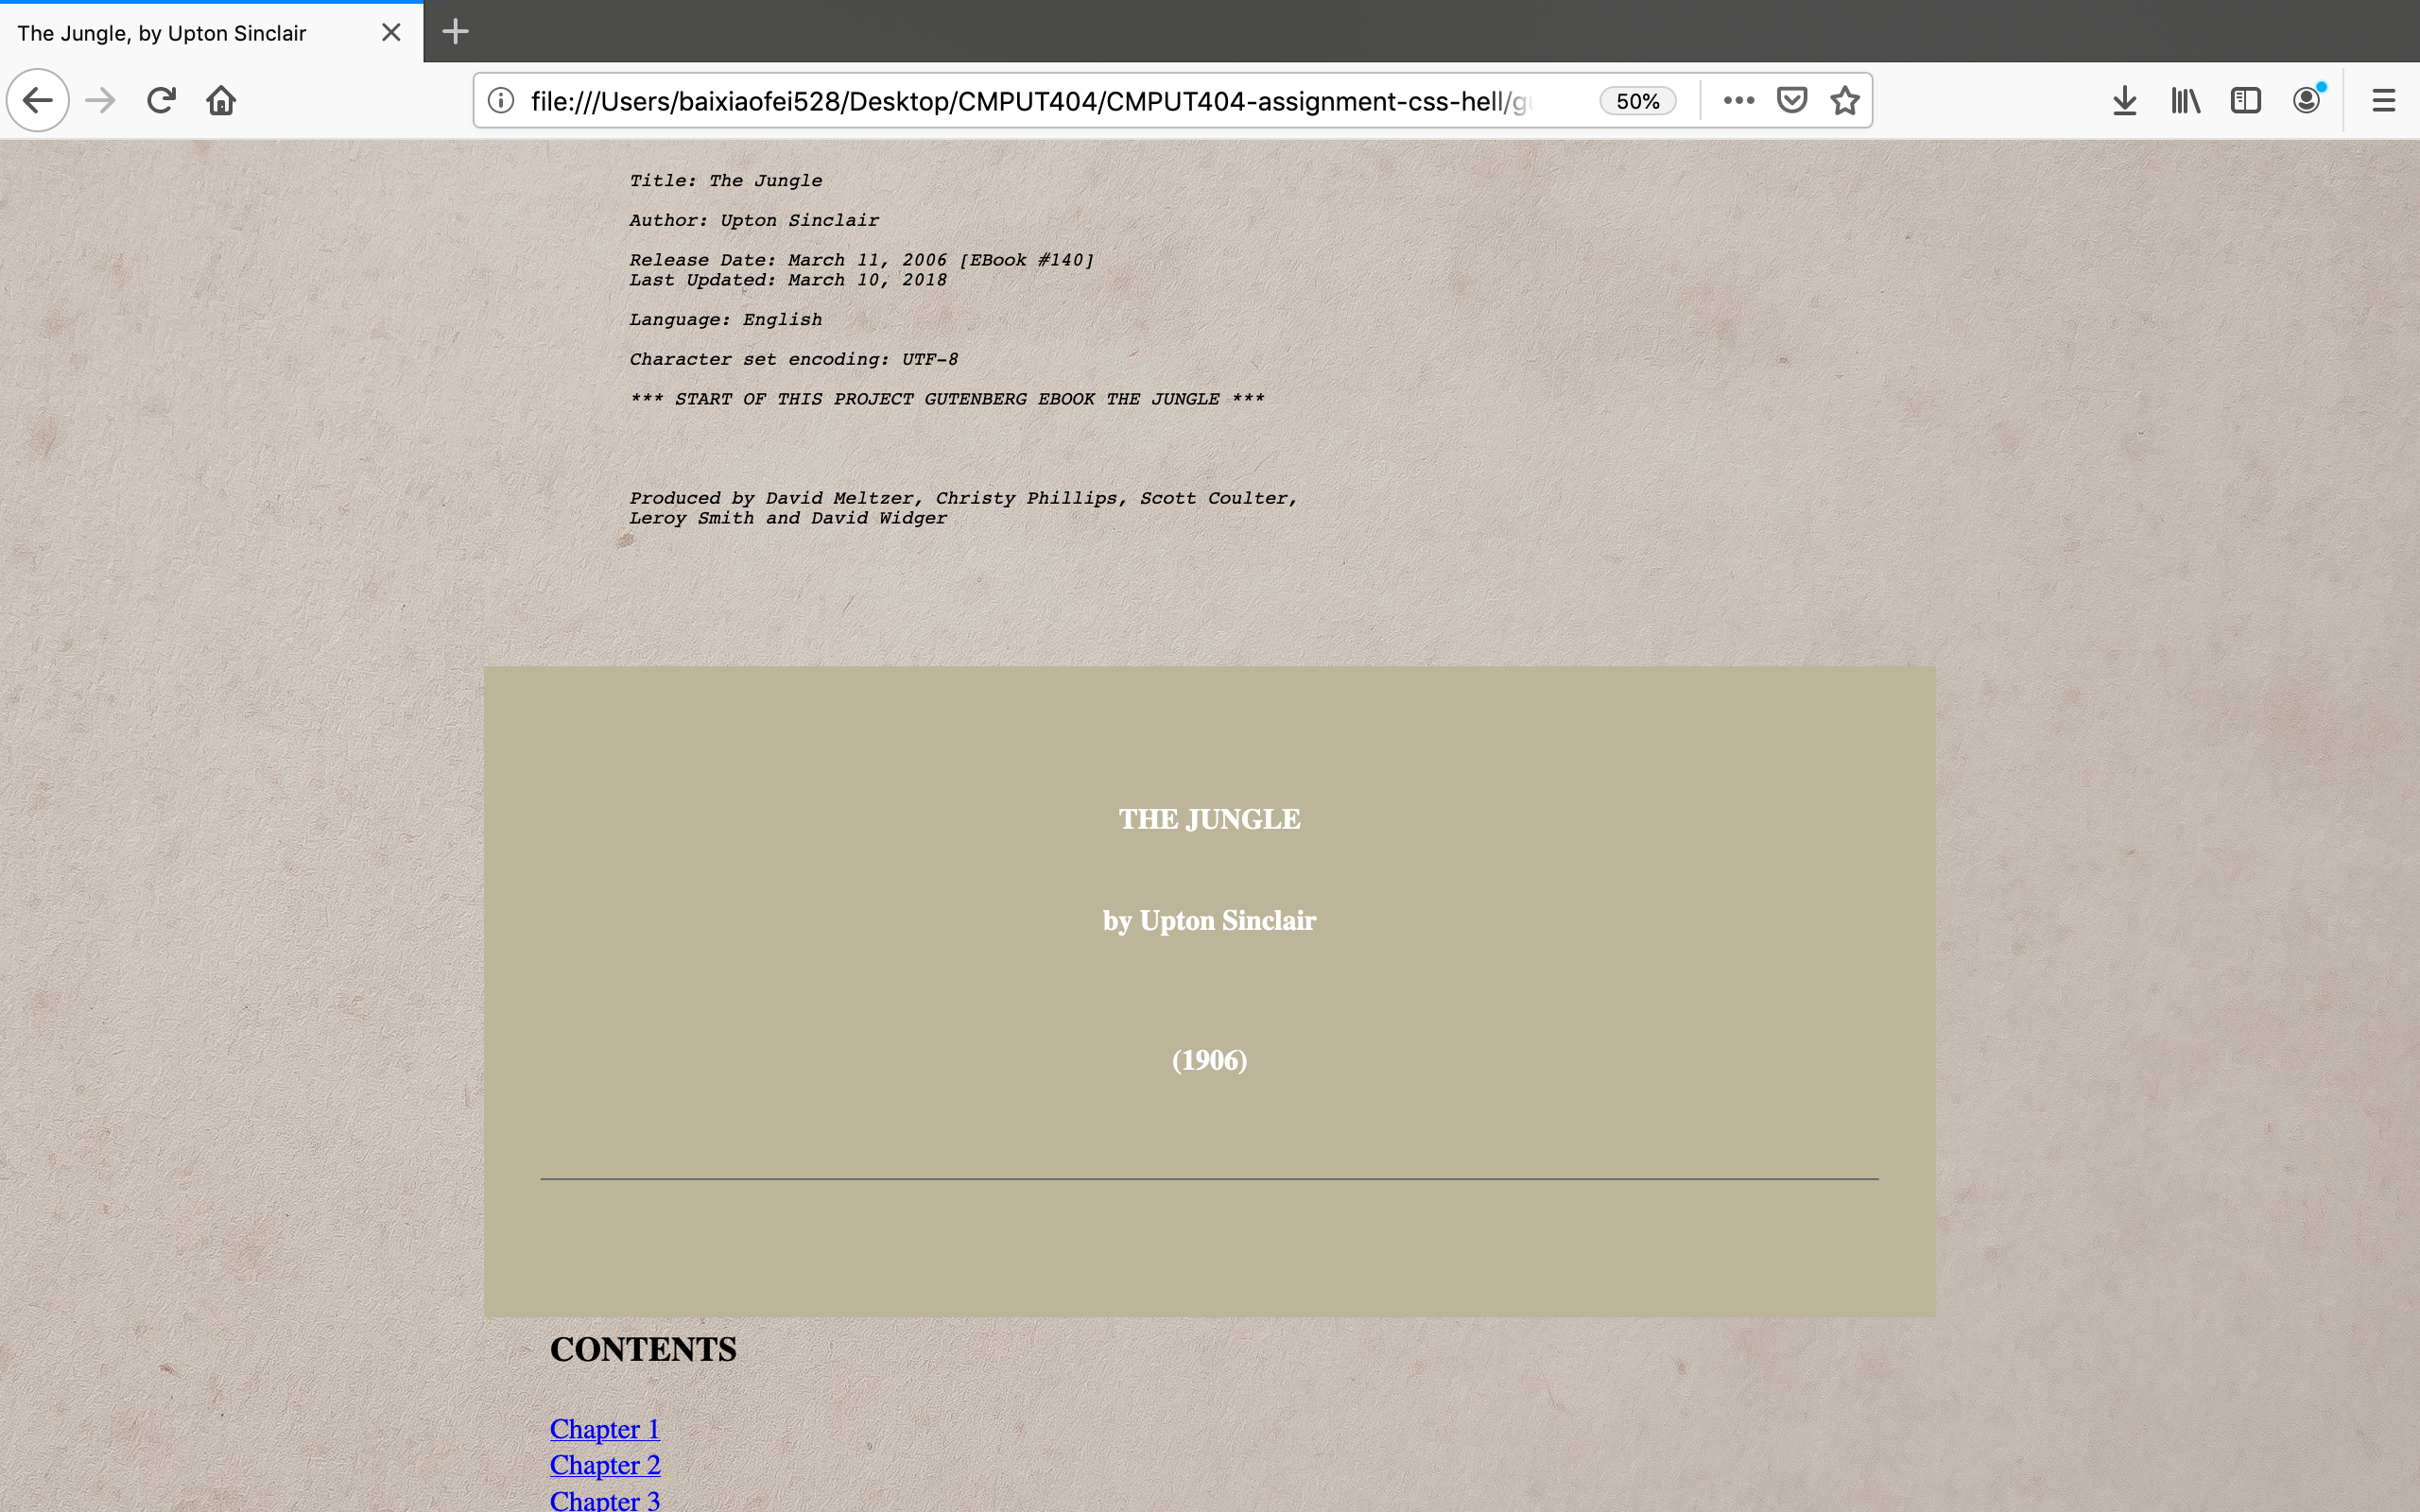 The Jungle, by Upton Sinclair
file:///Users/baixiaofei528/Desktop/CMPUT404/CMPUT404-assignment-css-hell/gu
50%
Title: The Jungle
Author: Upton Sinclair
Release Date: March 11, 2006 [EBook #140]
Last Updated: March 10, 2018
Language: English
Character set encoding: UTF-8
*** START OF THIS PROJECT GUTENBERG EBOOK THE JUNGLE ***
Produced by David Meltzer, Christy Phillips, Scott Coulter,
Leroy Smith and David Widger
THE JUNGLE
by Upton Sinclair
(1906)
CONTENTS
Chapter 1
Chapter 2
Chapter 3